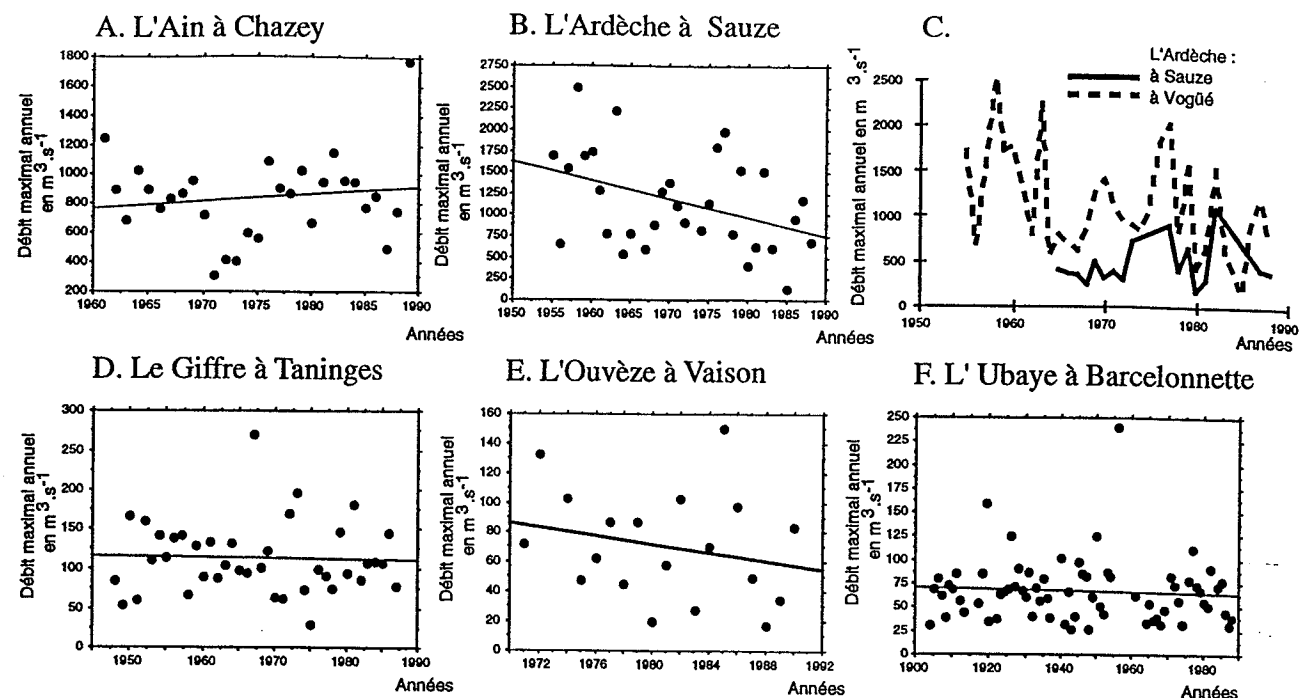 A. L'Ain à Chazey
Débit maximal annuel
en m³.s⁻¹
1800
1600
1400
1200
1000
800
600
400
200
1960 1965 1970 1975 1980 1985 1990
Années
B. L'Ardèche à Sauze
Débit maximal annuel
en m³.s⁻¹
2750
2500
2250
2000
1750
1500
1250
1000
750
500
250
0
1950 1955 1960 1965 1970 1976 1980 1986 1990
Années
C.
L'Ardèche :
à Sauze
à Vogüé
Débit maximal annuel en m³.s⁻¹
2500
2000
1500
1000
500
0
1950 1960 1970 1980 1990
Années
D. Le Giffre à Taninges
Débit maximal annuel
en m³.s⁻¹
300
250
200
150
100
50
0
1950 1960 1970 1980 1990
Années
E. L'Ouvèze à Vaison
Débit maximal annuel
en m³.s⁻¹
160
140
120
100
80
60
40
20
0
1972 1976 1980 1984 1988 1992
Années
F. L' Ubaye à Barcelonnette
Débit maximal annuel
en m³.s⁻¹
250
225
200
175
150
125
100
75
50
25
0
1900 1920 1940 1960 1980
Années